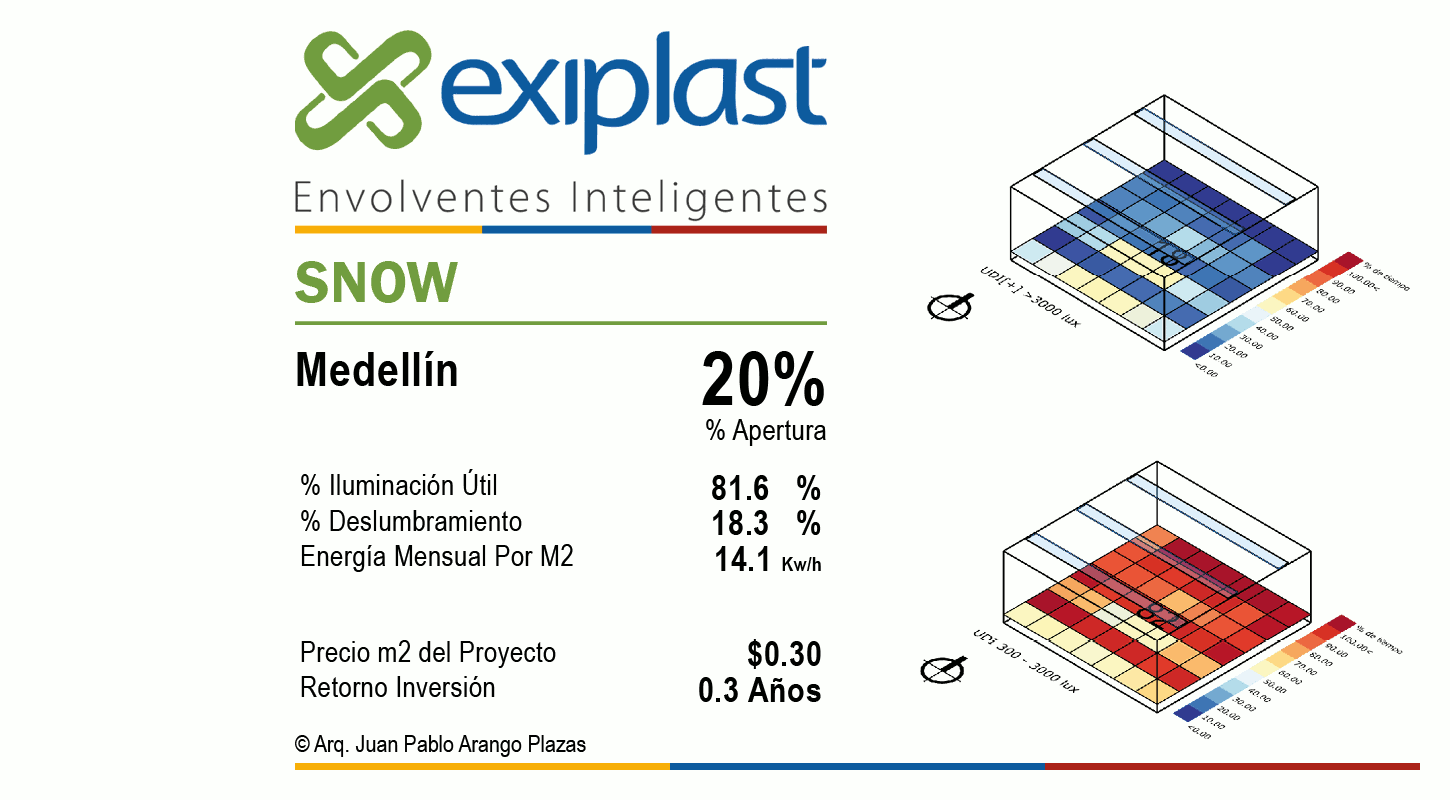 exiplast
Envolventes Inteligentes
SNOW
Medellín
20%
% Apertura
% Iluminación Útil 81.6 %
% Deslumbramiento 18.3 %
Energía Mensual Por M2 14.1 Kw/h
Precio m2 del Proyecto $0.30
Retorno Inversión 0.3 Años
© Arq. Juan Pablo Arango Plazas
UDI[+] >3000 lux
% de tiempo
100.00<
90.00
80.00
70.00
60.00
50.00
40.00
30.00
20.00
10.00
<0.00
UDI 300 - 3000 lux
% de tiempo
100.00<
90.00
80.00
70.00
60.00
50.00
40.00
30.00
20.00
10.00
<0.00